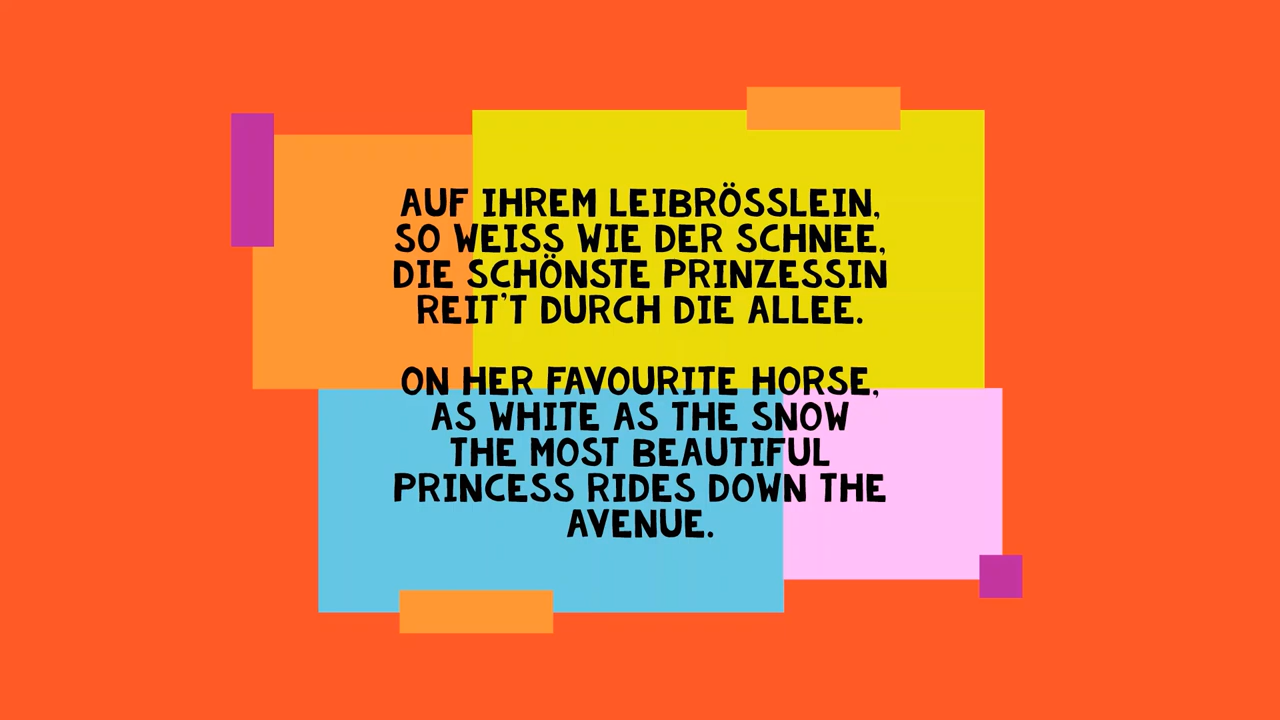 AUF IHREM LEIBRÖSSLEIN,
SO WEISS WIE DER SCHNEE,
DIE SCHÖNSTE PRINZESSIN
REIT'T DURCH DIE ALLEE.
ON HER FAVOURITE HORSE,
AS WHITE AS THE SNOW
THE MOST BEAUTIFUL
PRINCESS RIDES DOWN THE
AVENUE.